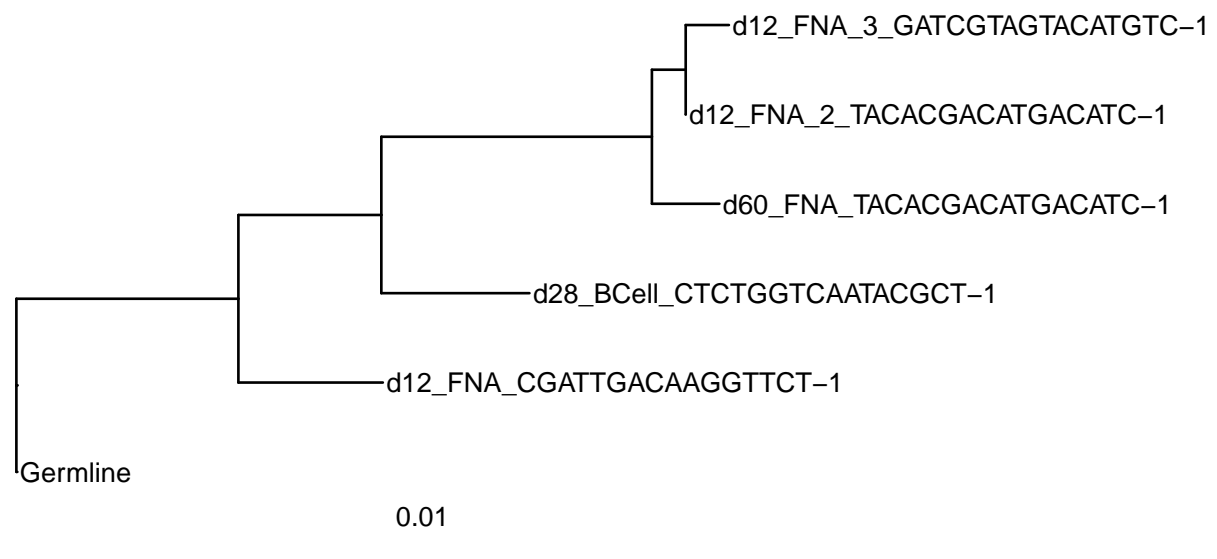 d12_FNA_3_GATCGTAGTACATGTC−1
d12_FNA_2_TACACGACATGACATC−1
d60_FNA_TACACGACATGACATC−1
d28_BCell_CTCTGGTCAATACGCT−1
d12_FNA_CGATTGACAAGGTTCT−1
Germline
0.01